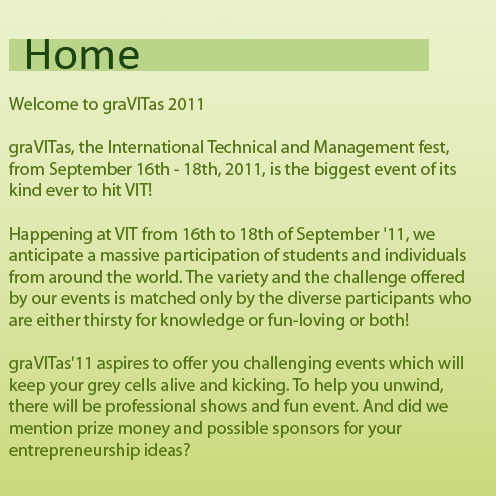 Home
Welcome to graVITas 2011
graVITas, the International Technical and Management fest,
from September 16th - 18th, 2011, is the biggest event of its
kind ever to hit VIT!
Happening at VIT from 16th to 18th of September '11, we
anticipate a massive participation of students and individuals
from around the world. The variety and the challenge offered
by our events is matched only by the diverse participants who
are either thirsty for knowledge or fun-loving or both!
graVITas'11 aspires to offer you challenging events which will
keep your grey cells alive and kicking. To help you unwind,
there will be professional shows and fun event. And did we
mention prize money and possible sponsors for your
entrepreneurship ideas?